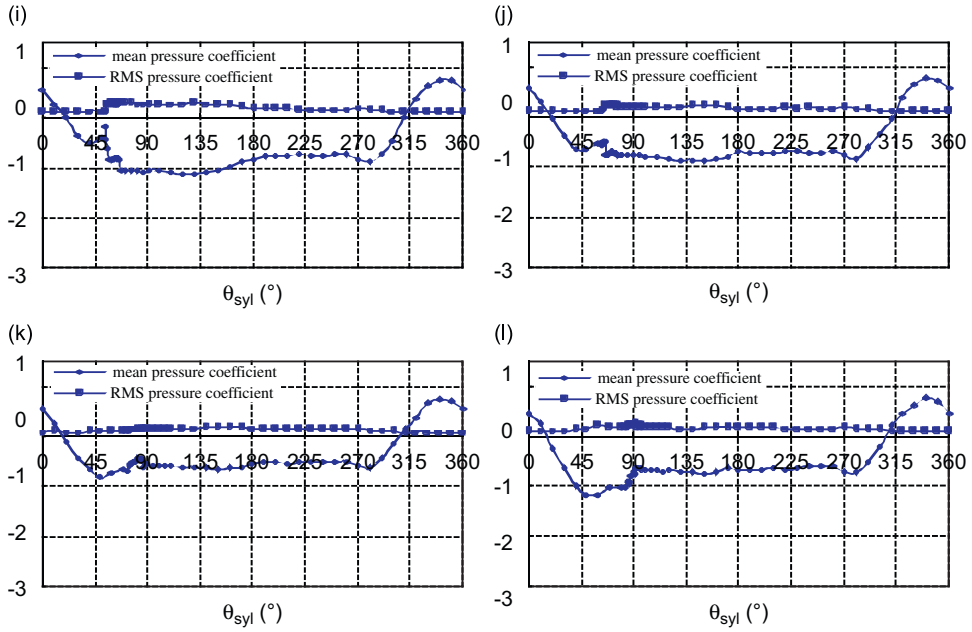 (i)
1
mean pressure coefficient
RMS pressure coefficient
0
0 45 90 135 180 225 270 315 360
-1
-2
-3
θsyl (°)
(j)
1
mean pressure coefficient
RMS pressure coefficient
0
0 45 90 135 180 225 270 315 360
-1
-2
-3
θsyl (°)
(k)
1
mean pressure coefficient
RMS pressure coefficient
0
0 45 90 135 180 225 270 315 360
-1
-2
-3
θsyl (°)
(l)
1
mean pressure coefficient
RMS pressure coefficient
0
0 45 90 135 180 225 270 315 360
-1
-2
-3
θsyl (°)